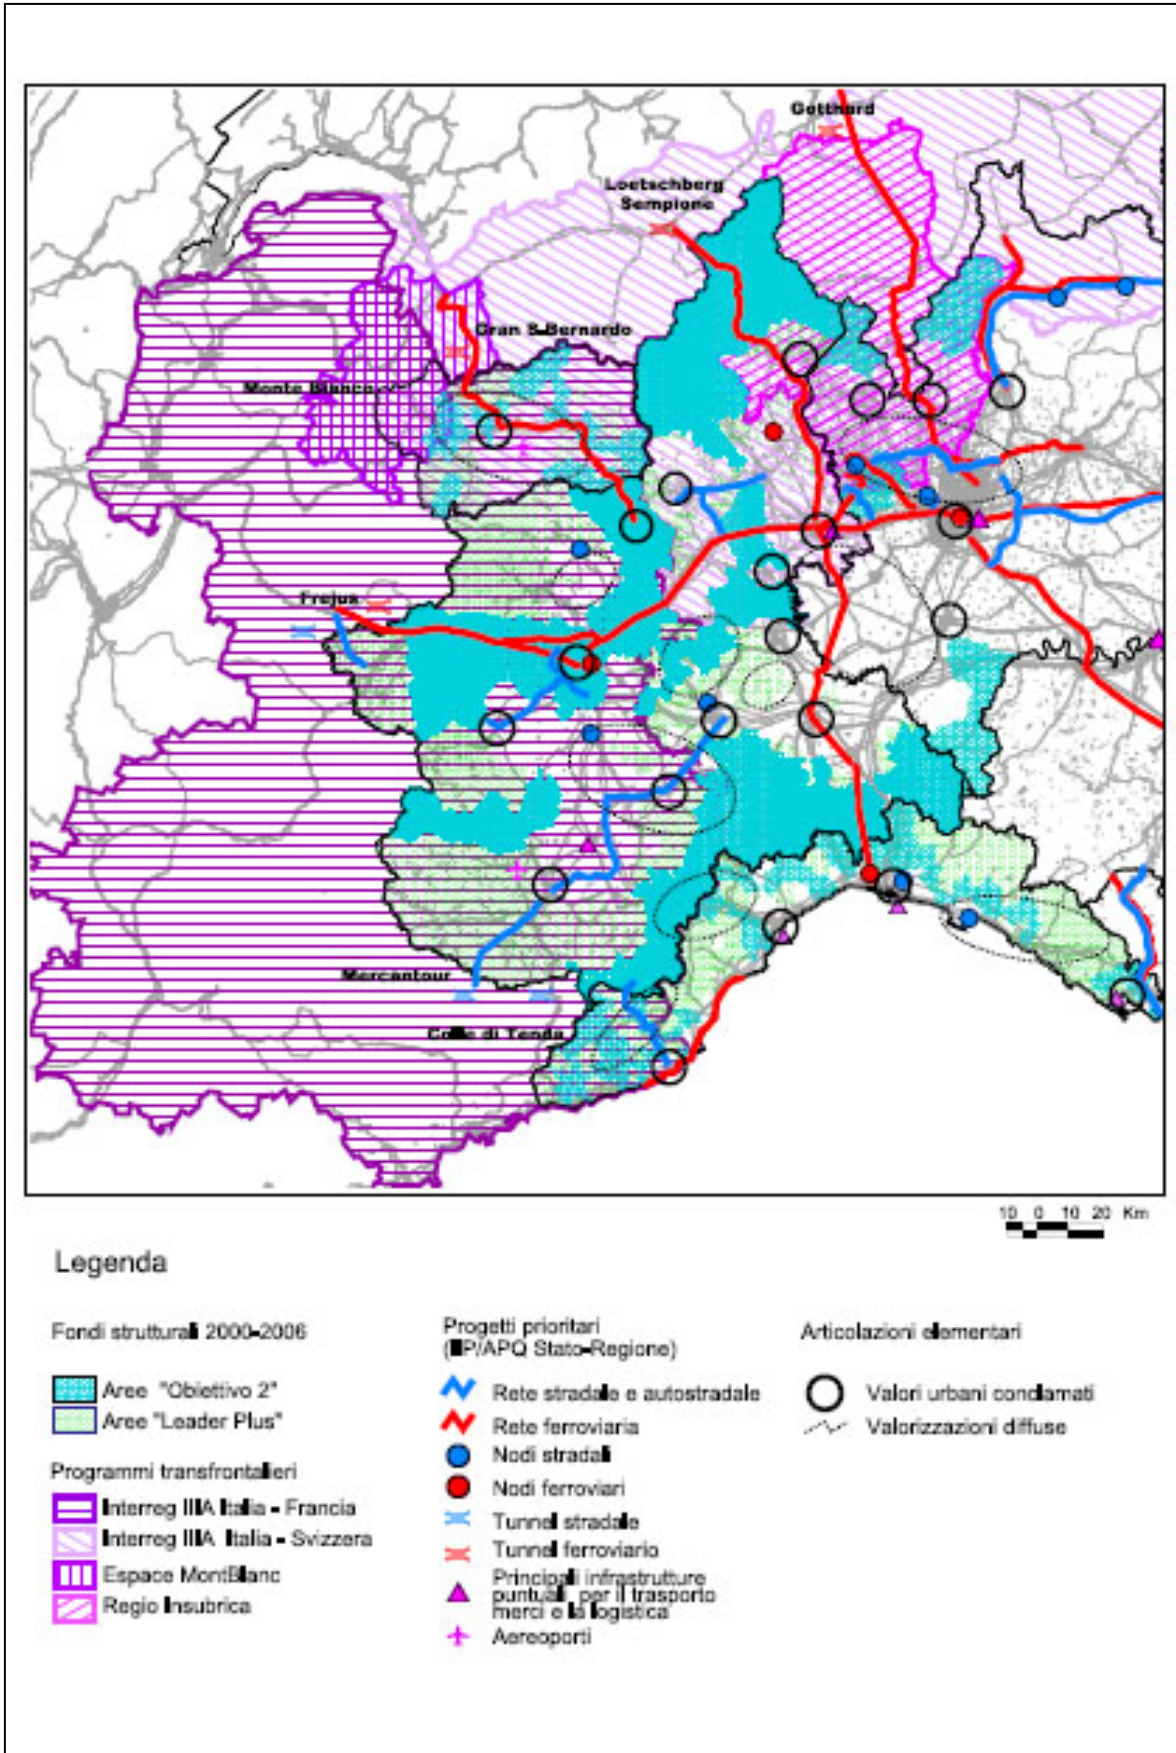 Gotthard
Loetschberg
Sempione
Gran S.Bernardo
Monte Bianco
Frejus
Mercantour
Colle di Tenda
10 0 10 20 Km
Legenda
Fondi strutturali 2000-2006
Aree "Obiettivo 2"
Aree "Leader Plus"
Programmi transfrontalieri
Interreg IIIA Italia - Francia
Interreg IIIA Italia - Svizzera
Espace MontBlanc
Regio Insubrica
Progetti prioritari
(IIP/APQ Stato-Regione)
Rete stradale e autostradale
Rete ferroviaria
Nodi stradali
Nodi ferroviari
Tunnel stradale
Tunnel ferroviario
Principali infrastrutture
puntuali per il trasporto
merci e la logistica
Aereoporti
Articolazioni elementari
Valori urbani conclamati
Valorizzazioni diffuse